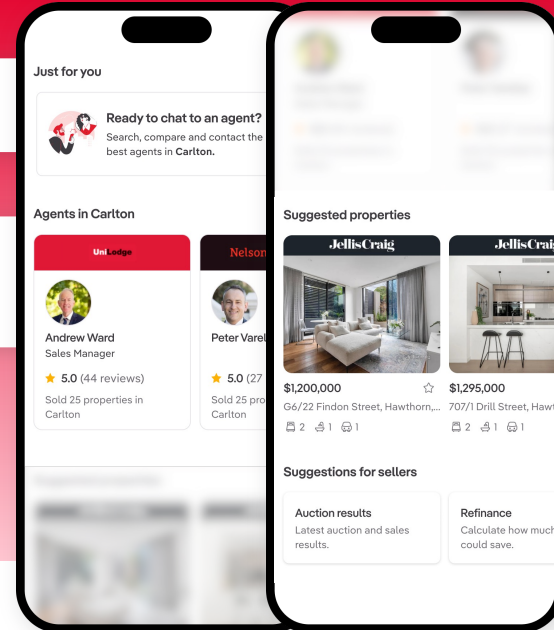 Just for you
Ready to chat to an agent?
Search, compare and contact the
best agents in Carlton.
Agents in Carlton
UniLodge
Nelson
Andrew Ward
Sales Manager
5.0 (44 reviews)
Sold 25 properties in
Carlton
Peter
5.0 (27
Sold 25
Carlton
Suggested properties
JellisCraig
$1,200,000
G6/22 Findon Street, Hawthorn,...
2 1 1
$1,295,000
707/1 Drill Street,
2 1 1
Suggestions for sellers
Auction results
Latest auction and sales
results.
Refinance
Calculate how much
could save.